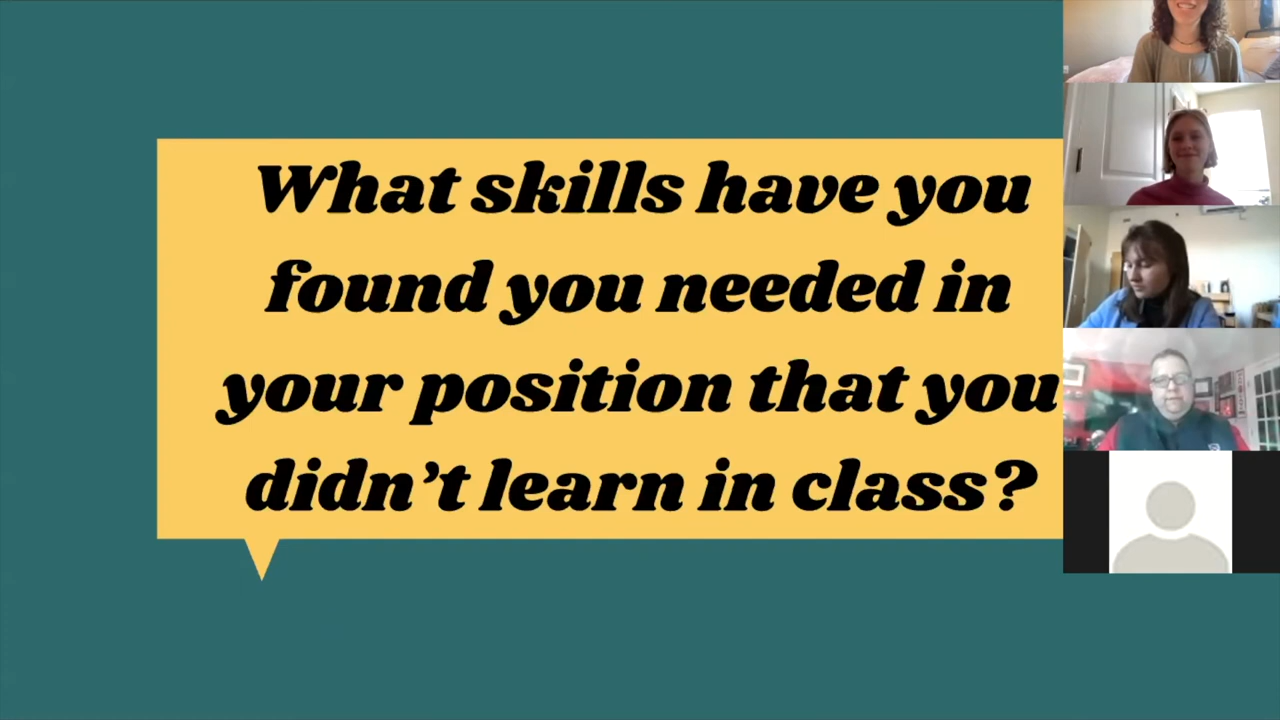 What skills have you
found you needed in
your position that you
didn’t learn in class?